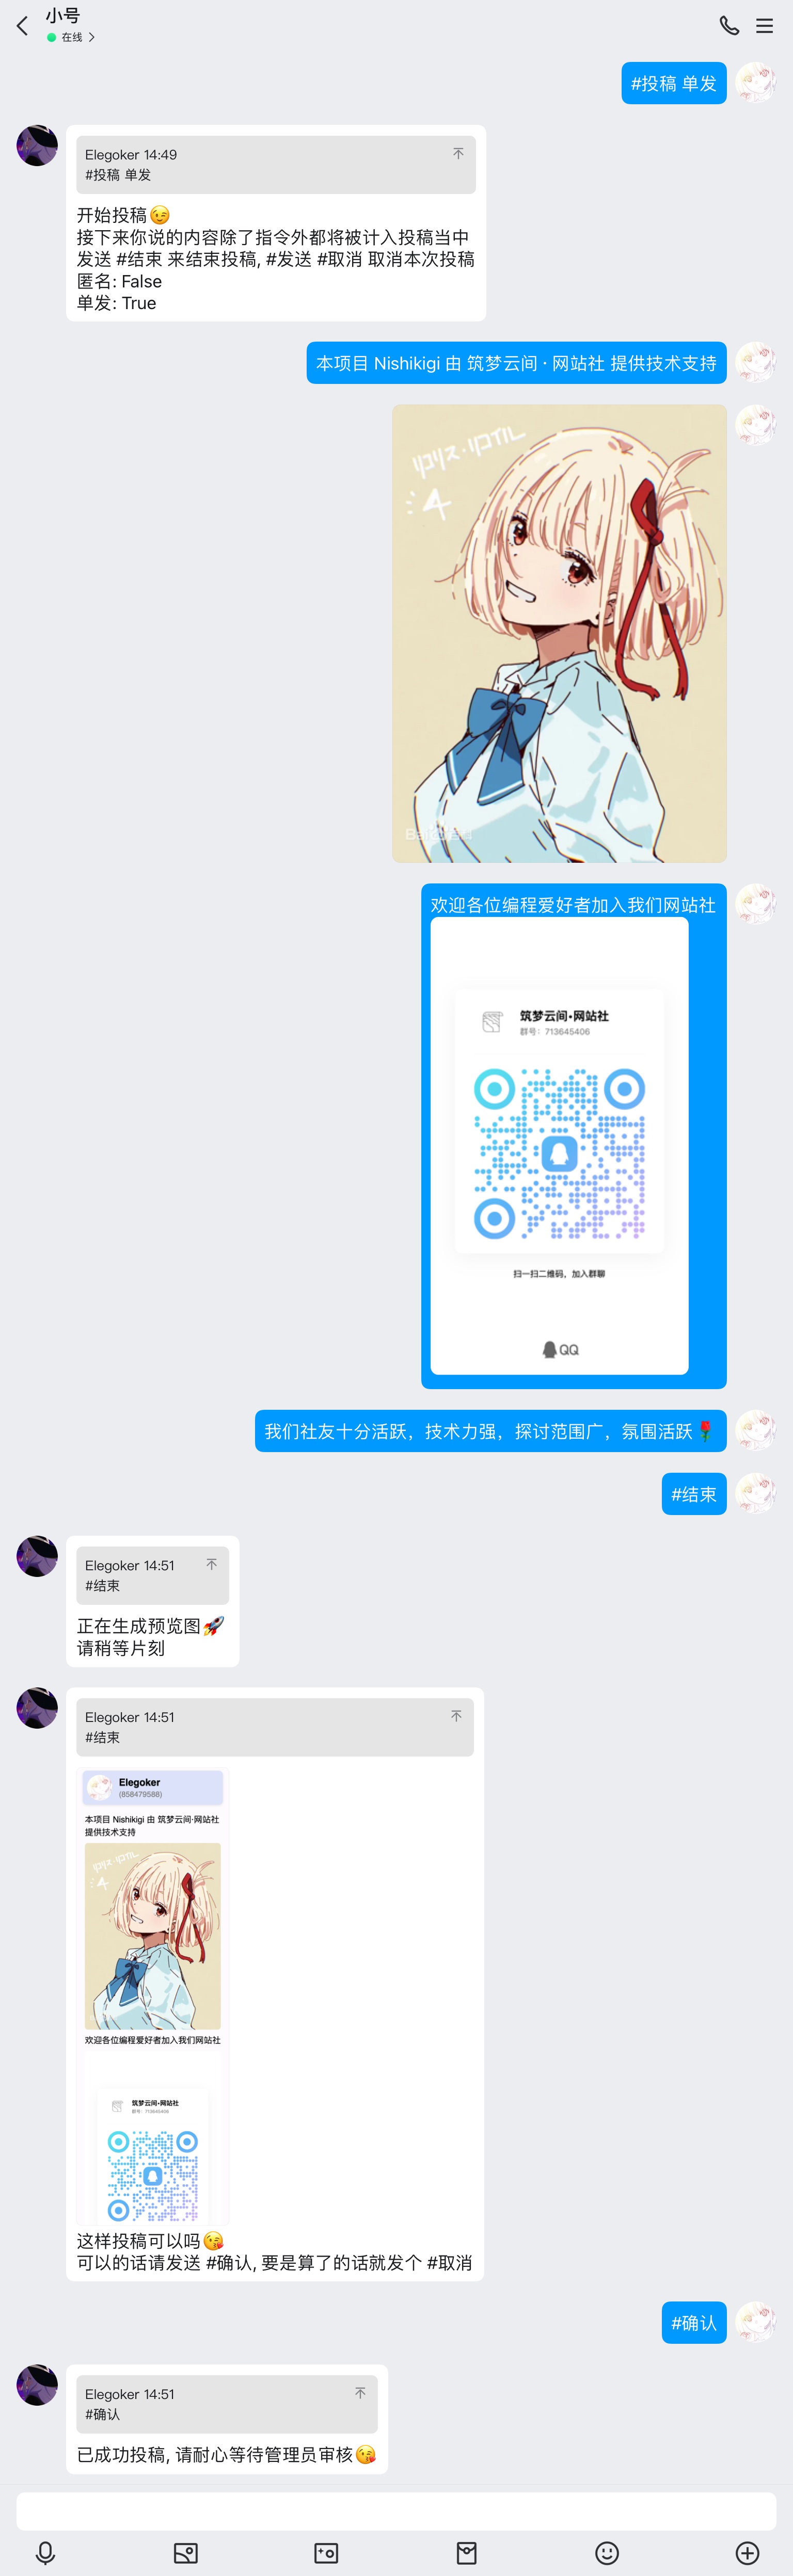 小号
在线
#投稿 单发
Elegoker 14:49
#投稿 单发
开始投稿😉
接下来你说的内容除了指令外都将被计入投稿当中
发送 #结束 来结束投稿, #发送 #取消 取消本次投稿
匿名: False
单发: True
本项目 Nishikigi 由 筑梦云间 · 网站社 提供技术支持
リコリス・リコイル
欢迎各位编程爱好者加入我们网站社
筑梦云间•网站社
群号: 713645406
扫一扫二维码，加入群聊
QQ
我们社友十分活跃，技术力强，探讨范围广，氛围活跃🌹
#结束
Elegoker 14:51
#结束
正在生成预览图🚀
请稍等片刻
Elegoker 14:51
#结束
Elegoker
(858479588)
本项目 Nishikigi 由 筑梦云间·网站社
提供技术支持
欢迎各位编程爱好者加入我们网站社
筑梦云间•网站社
群号: 713645406
这样投稿可以吗😘
可以的话请发送 #确认, 要是算了的话就发个 #取消
#确认
Elegoker 14:51
#确认
已成功投稿, 请耐心等待管理员审核😘